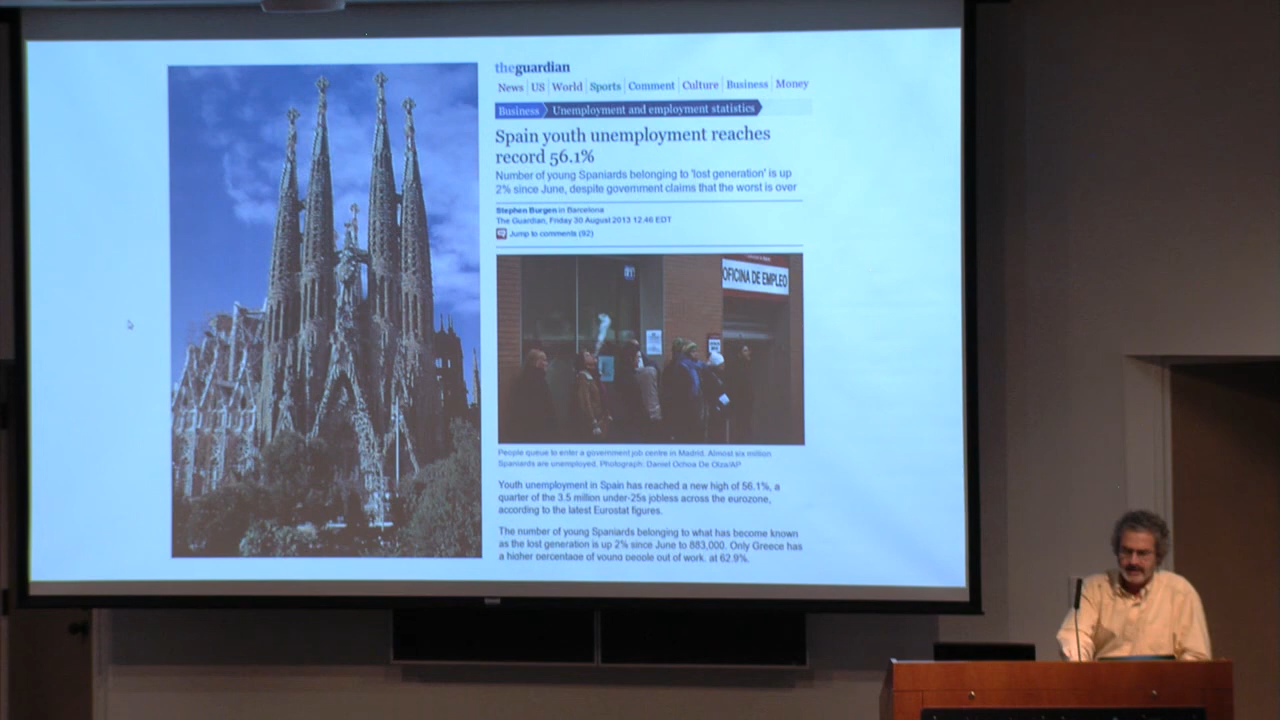 theguardian
News US World Sports Comment Culture Business Money
Business Unemployment and employment statistics
Spain youth unemployment reaches
record 56.1%
Number of young Spaniards belonging to 'lost generation' is up
2% since June, despite government claims that the worst is over
Stephen Burgen in Barcelona
The Guardian, Friday 30 August 2013 12.46 EDT
Jump to comments (92)
OFICINA DE EMPLEO
People queue to enter a government job centre in Madrid. Almost six million
Spaniards are unemployed. Photograph: Daniel Ochoa De Olza/AP
Youth unemployment in Spain has reached a new high of 56.1%, a
quarter of the 3.5 million under-25s jobless across the eurozone,
according to the latest Eurostat figures.
The number of young Spaniards belonging to what has become known
as the lost generation is up 2% since June to 883,000. Only Greece has
a higher percentage of young people out of work, at 62.9%.